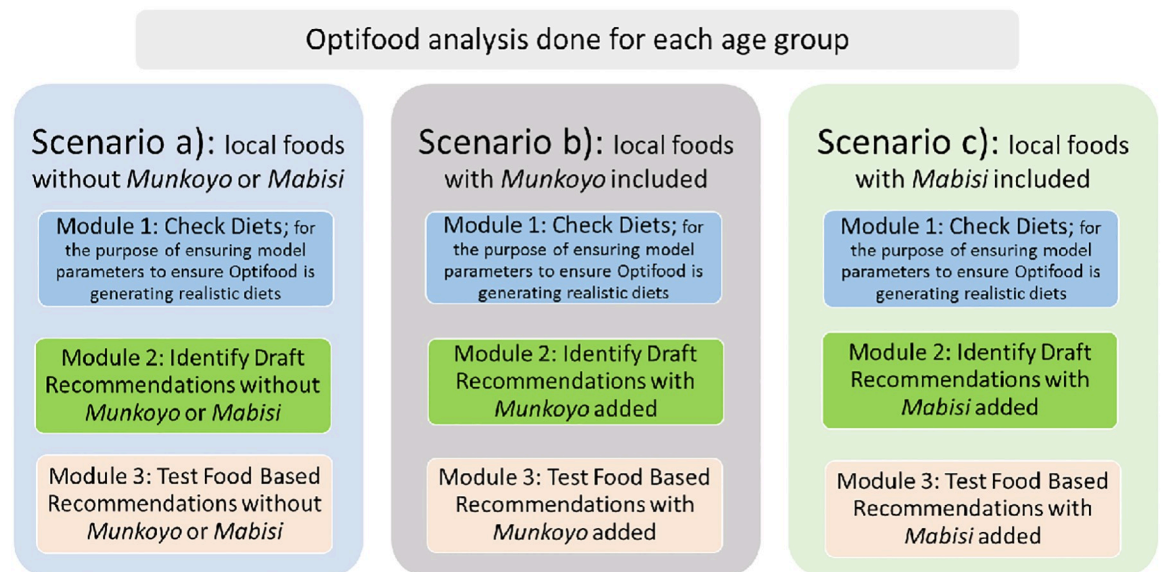 Optifood analysis done for each age group
Scenario a): local foods
without Munkoyo or Mabisi
Module 1: Check Diets; for
the purpose of ensuring model
parameters to ensure Optifood is
generating realistic diets
Module 2: Identify Draft
Recommendations without
Munkoyo or Mabisi
Module 3: Test Food Based
Recommendations without
Munkoyo or Mabisi
Scenario b): local foods
with Munkoyo included
Module 1: Check Diets; for
the purpose of ensuring model
parameters to ensure Optifood is
generating realistic diets
Module 2: Identify Draft
Recommendations with
Munkoyo added
Module 3: Test Food Based
Recommendations with
Munkoyo added
Scenario c): local foods
with Mabisi included
Module 1: Check Diets; for
the purpose of ensuring model
parameters to ensure Optifood is
generating realistic diets
Module 2: Identify Draft
Recommendations with
Mabisi added
Module 3: Test Food Based
Recommendations with
Mabisi added